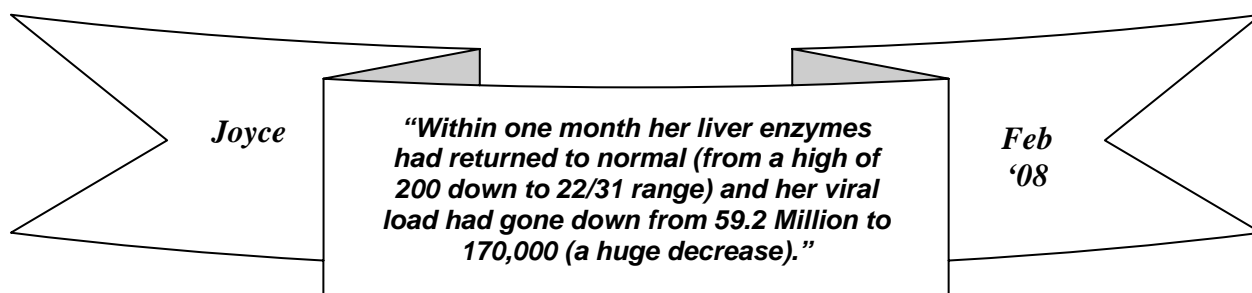 Joyce
“Within one month her liver enzymes
had returned to normal (from a high of
200 down to 22/31 range) and her viral
load had gone down from 59.2 Million to
170,000 (a huge decrease).”
Feb
‘08